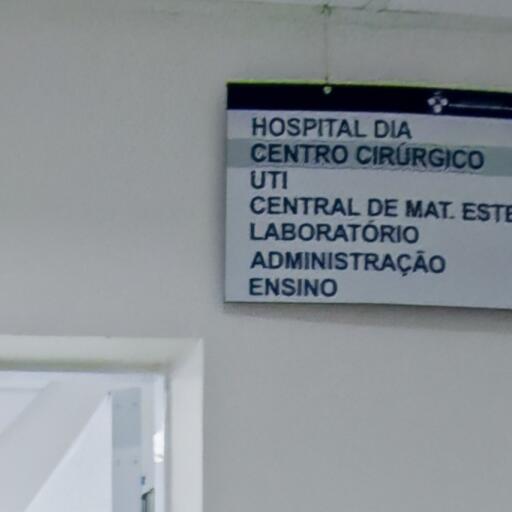 HOSPITAL DIA
CENTRO CIRÚRGICO
UTI
CENTRAL DE MAT. ESTE
LABORATÓRIO
ADMINISTRAÇÃO
ENSINO